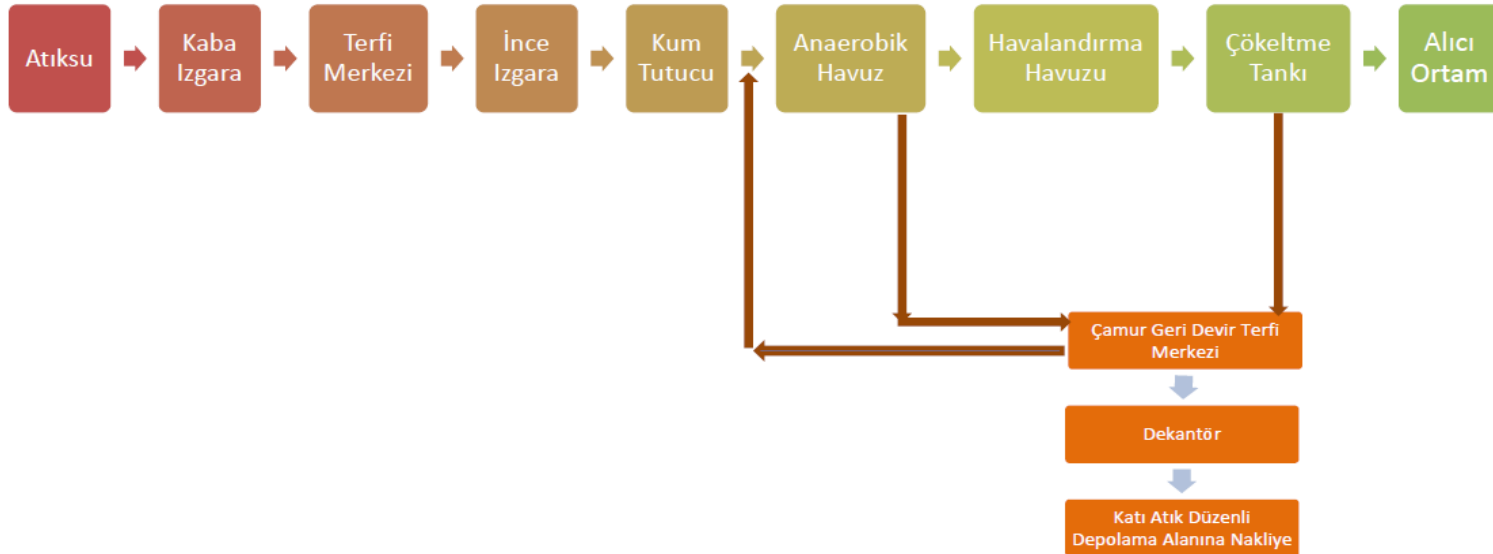 Atıksu
Kaba
Izgara
Terfi
Merkezi
İnce
Izgara
Kum
Tutucu
Anaerobik
Havuz
Havalandırma
Havuzu
Çökeltme
Tankı
Alıcı
Ortam
Çamur Geri Devir Terfi
Merkezi
Dekantör
Katı Atık Düzenli
Depolama Alanına Nakliye